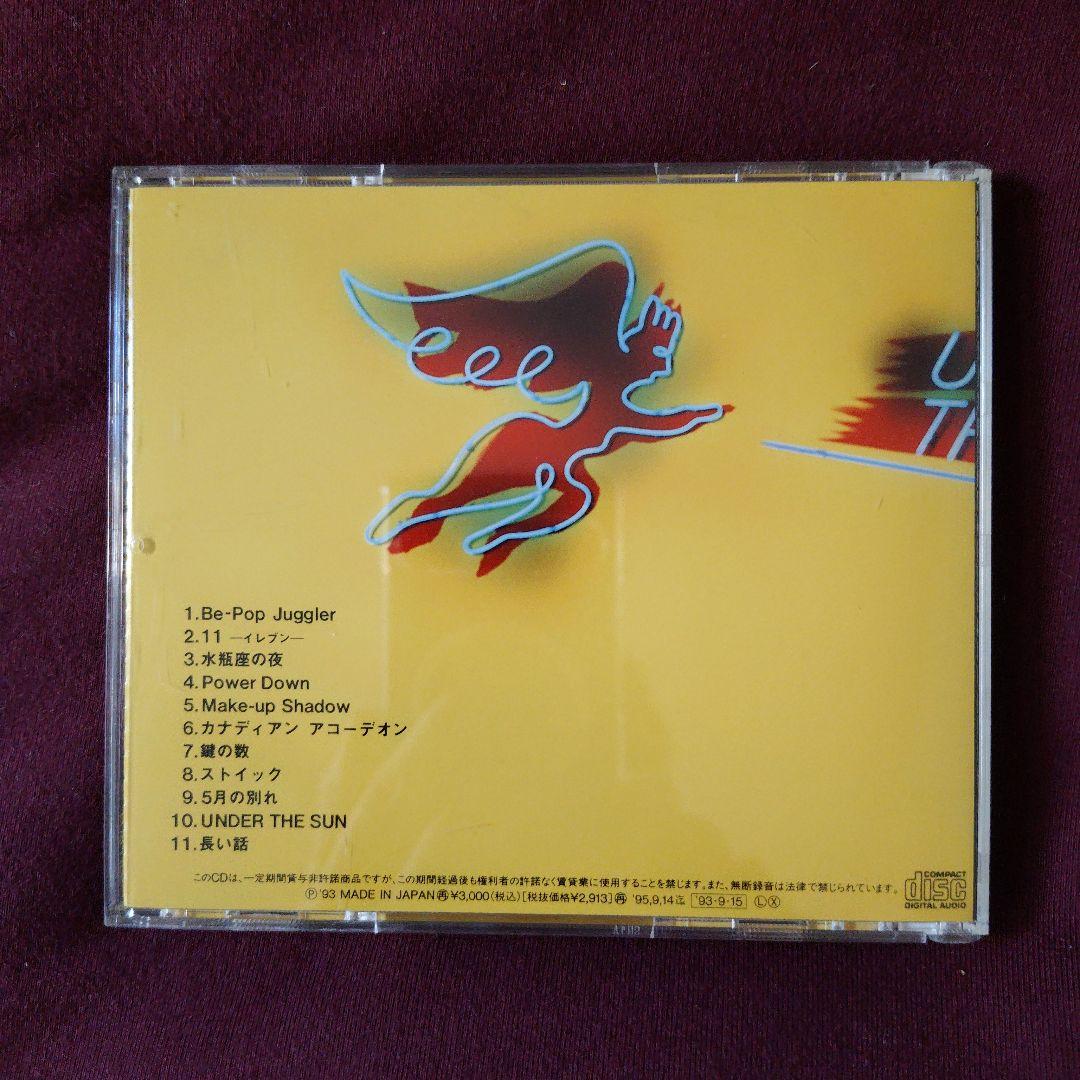 U
T
1.Be-Pop Juggler
2.11 ―イレブン―
3.水瓶座の夜
4.Power Down
5.Make-up Shadow
6.カナディアン アコーデオン
7.鍵の数
8.ストイック
9.5月の別れ
10.UNDER THE SUN
11.長い話
このCDは、一定期間貸与非許諾商品ですが、この期間経過後も権利者の許諾なく賃貸業に使用することを禁じます。また、無断録音は法律で禁じられています。
Ⓟ'93 MADE IN JAPAN㊢¥3,000(税込)[税抜価格¥2,913]㊢'95,9,14迄 '93・9・15 ⓁⓍ
COMPACT
disc
DIGITAL AUDIO